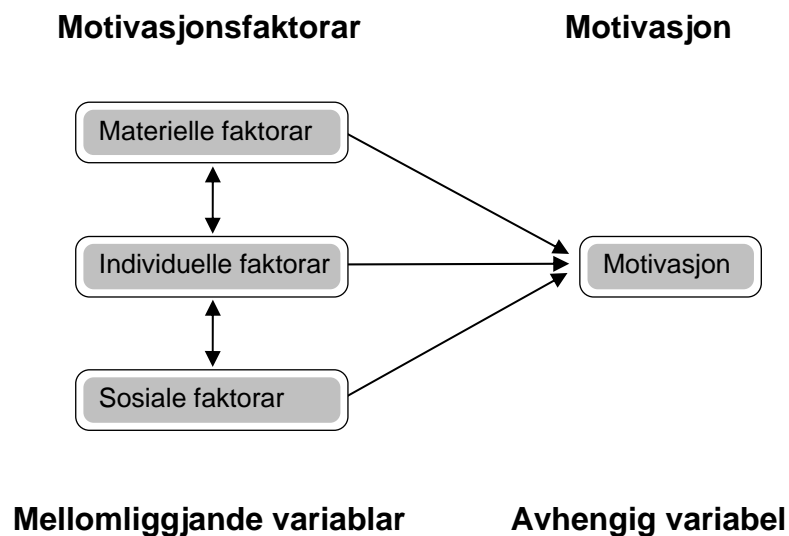 Motivasjonsfaktorar
Motivasjon
Materielle faktorar
Individuelle faktorar
Motivasjon
Sosiale faktorar
Mellomliggjande variablar
Avhengig variabel